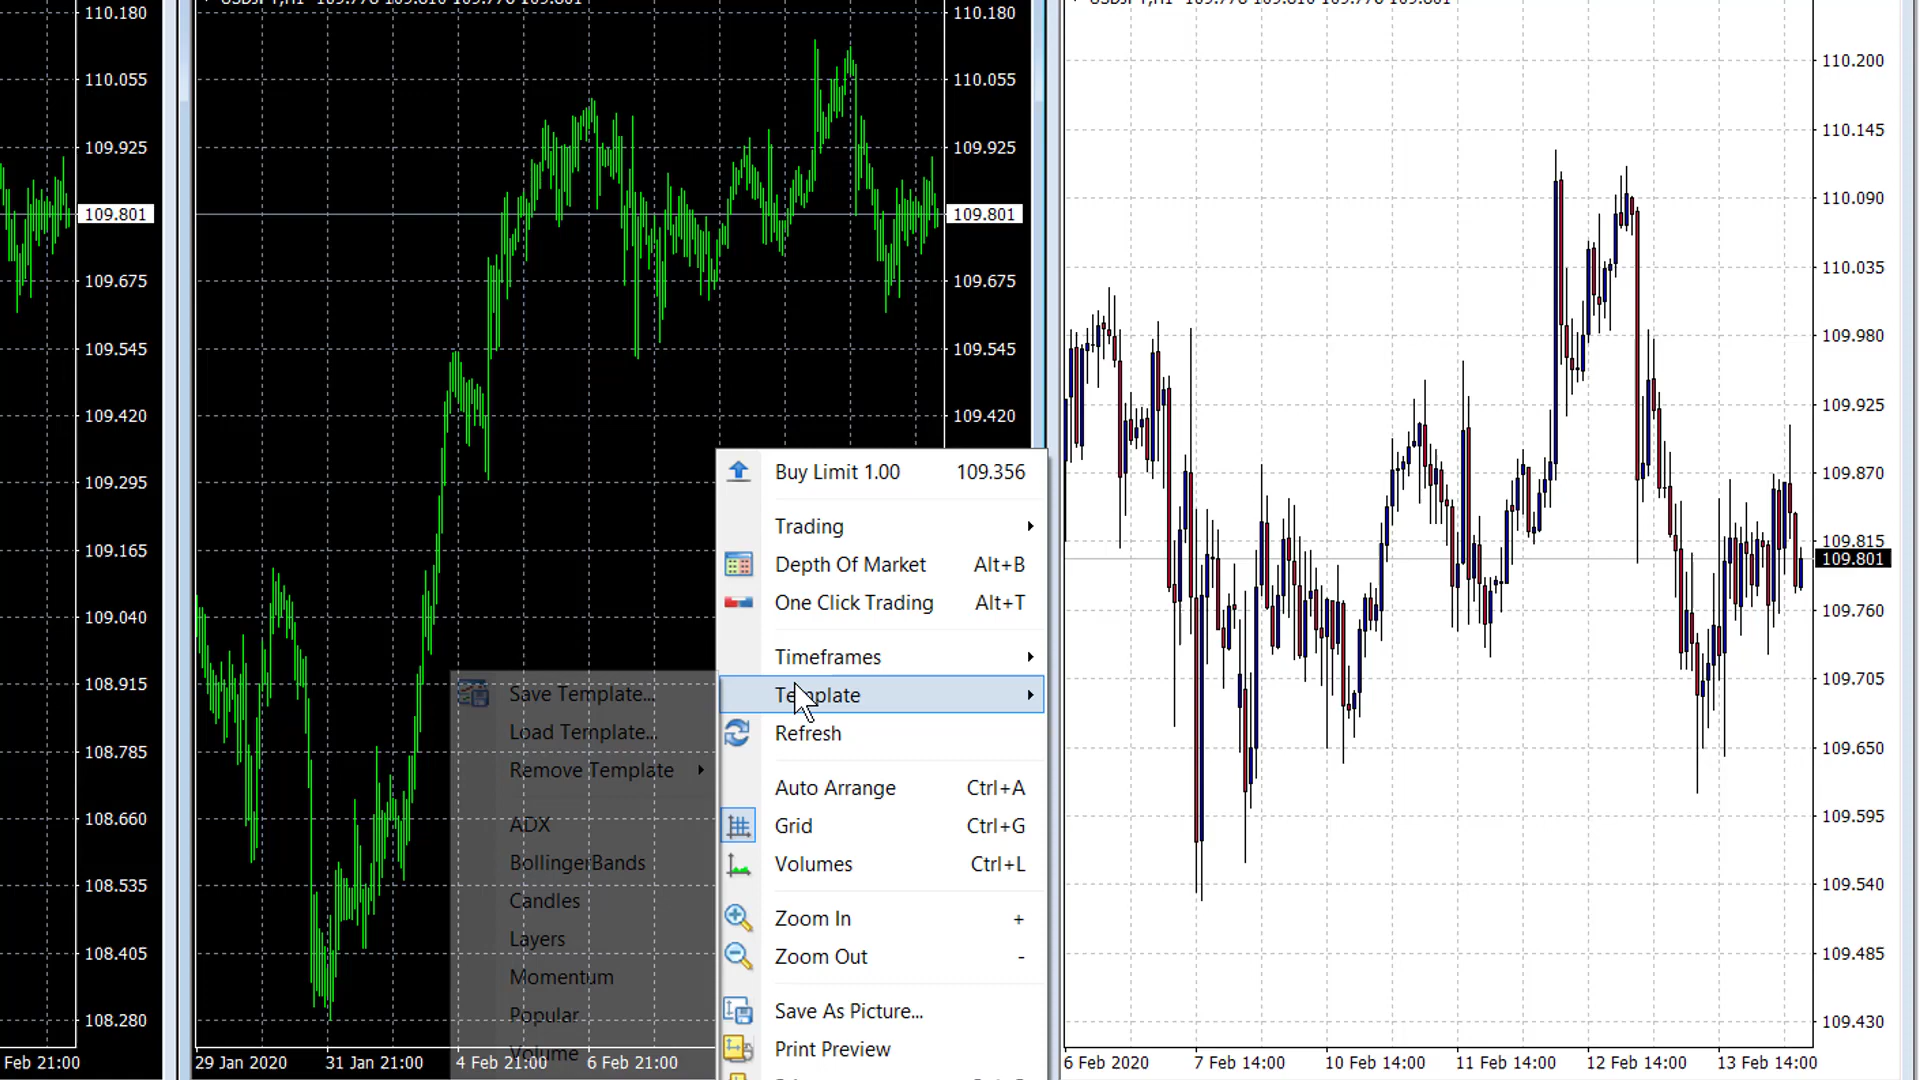 110.180
110.055
109.925
109.801
109.675
109.545
109.420
109.295
109.165
109.040
108.915
108.785
108.660
108.535
108.405
108.280
Feb 21:00
110.180
110.055
109.925
109.801
109.675
109.545
109.420
29 Jan 2020
31 Jan 21:00
4 Feb 21:00
6 Feb 21:00
Save Template...
Load Template...
Remove Template
ADX
BollingerBands
Candles
Layers
Momentum
Popular
Volume
Buy Limit 1.00 109.356
Trading
Depth Of Market Alt+B
One Click Trading Alt+T
Timeframes
Template
Refresh
Auto Arrange Ctrl+A
Grid Ctrl+G
Volumes Ctrl+L
Zoom In +
Zoom Out -
Save As Picture...
Print Preview
110.200
110.145
110.090
110.035
109.980
109.925
109.870
109.815
109.801
109.760
109.705
109.650
109.595
109.540
109.485
109.430
6 Feb 2020
7 Feb 14:00
10 Feb 14:00
11 Feb 14:00
12 Feb 14:00
13 Feb 14:00